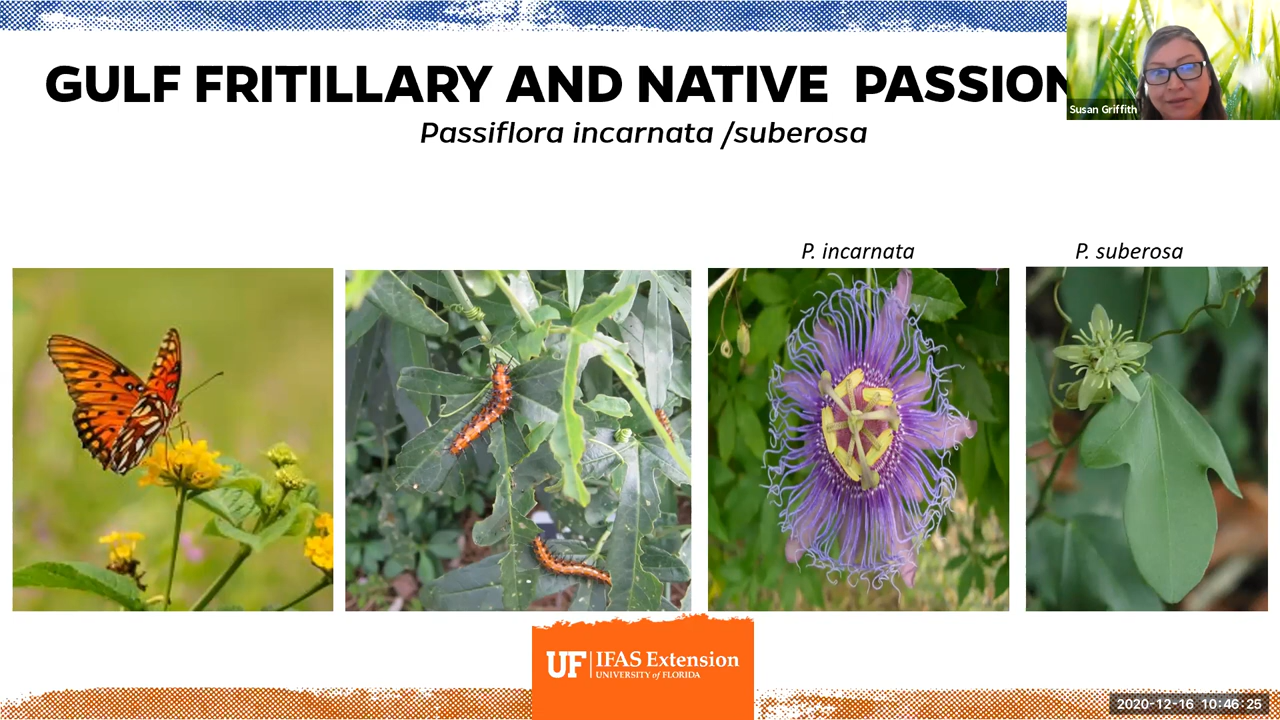 GULF FRITILLARY AND NATIVE PASSION
Susan Griffith
Passiflora incarnata /suberosa
P. incarnata
P. suberosa
UF IFAS Extension
UNIVERSITY of FLORIDA
2020-12-16 10:46:25